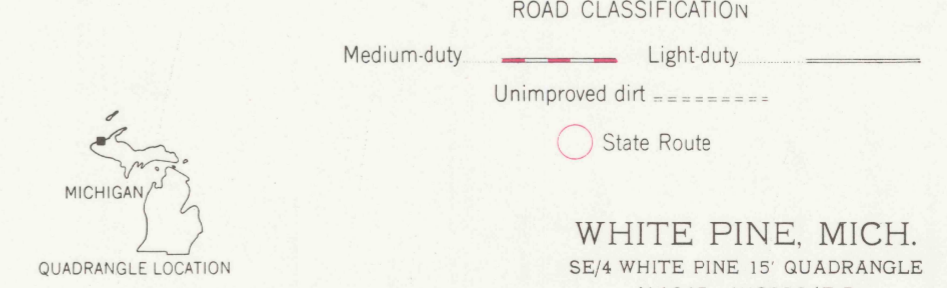 ROAD CLASSIFICATION
Medium-duty Light-duty
Unimproved dirt
State Route
MICHIGAN
QUADRANGLE LOCATION
WHITE PINE, MICH.
SE/4 WHITE PINE 15' QUADRANGLE